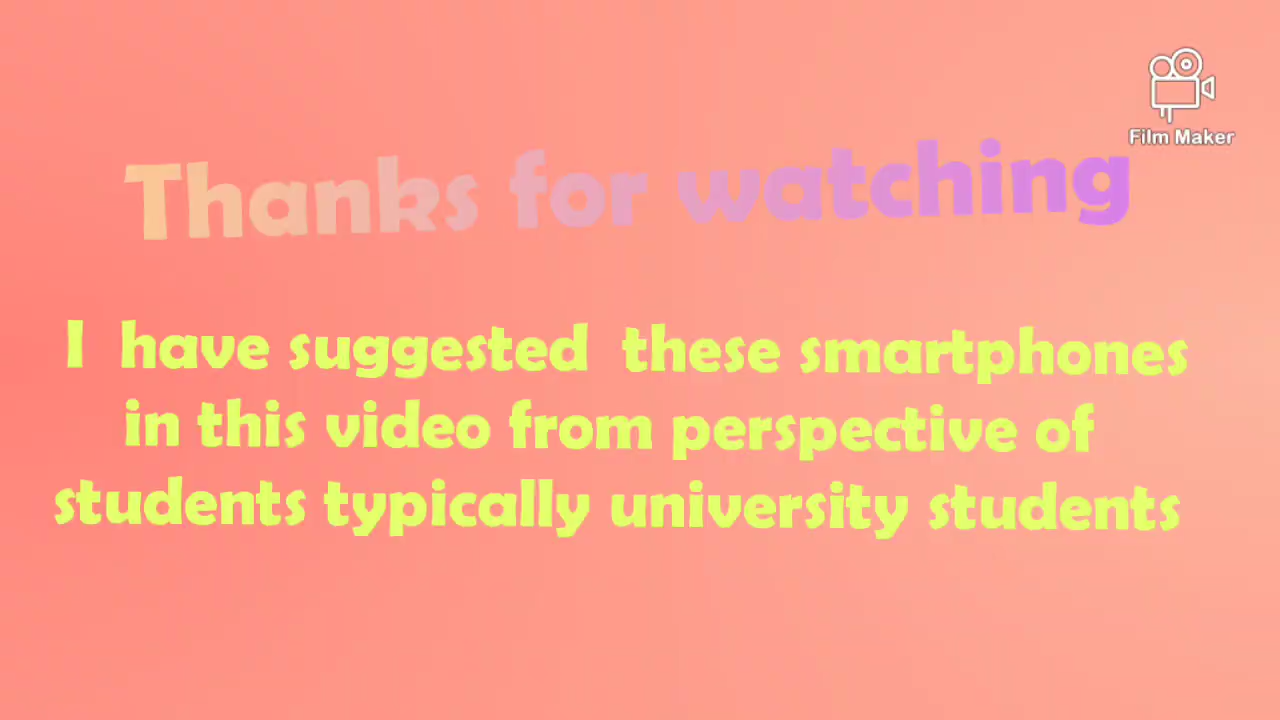 Film Maker
Thanks for watching
I have suggested these smartphones
in this video from perspective of
students typically university students